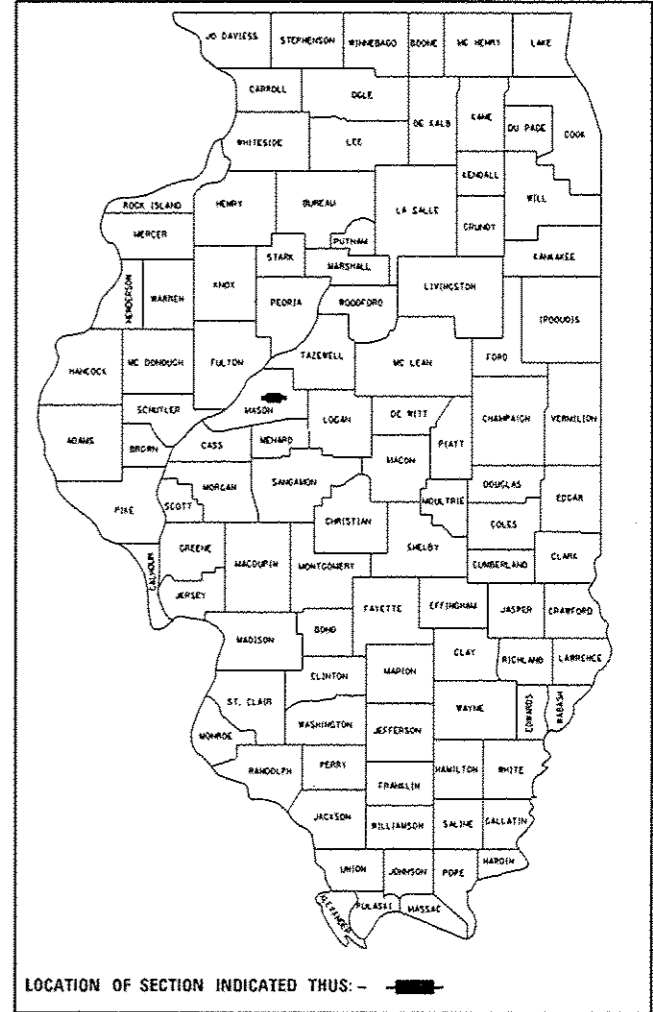 JO DAVIESS STEPHENSON WINNEBAGO BOONE MC HENRY LAKE
CARROLL OGLE DE KALB KANE DU PAGE COOK
WHITESIDE LEE
KENDALL WILL
ROCK ISLAND HENRY BUREAU LA SALLE GRUNDY
MERCER PUTNAM KANKAKEE
STARK MARSHALL
HENDERSON WARREN KNOX PEORIA WOODFORD LIVINGSTON IROQUOIS
HANCOCK MC DONOUGH FULTON TAZEWELL MC LEAN FORD
SCHUYLER MASON LOGAN DE WITT CHAMPAIGN VERMILION
ADAMS BROWN CASS MENARD PIATT
MACON
PIKE SCOTT MORGAN SANGAMON MOULTRIE DOUGLAS EDGAR
CHRISTIAN COLES
CALHOUN GREENE MACOUPIN MONTGOMERY SHELBY CUMBERLAND CLARK
JERSEY FAYETTE EFFINGHAM JASPER CRAWFORD
MADISON BOND CLAY RICHLAND LAWRENCE
CLINTON MARION
ST. CLAIR WAYNE EDWARDS WABASH
MONROE WASHINGTON JEFFERSON
RANDOLPH PERRY HAMILTON WHITE
FRANKLIN
JACKSON WILLIAMSON SALINE GALLATIN
UNION JOHNSON POPE HARDIN
ALEXANDER PULASKI MASSAC
LOCATION OF SECTION INDICATED THUS: -